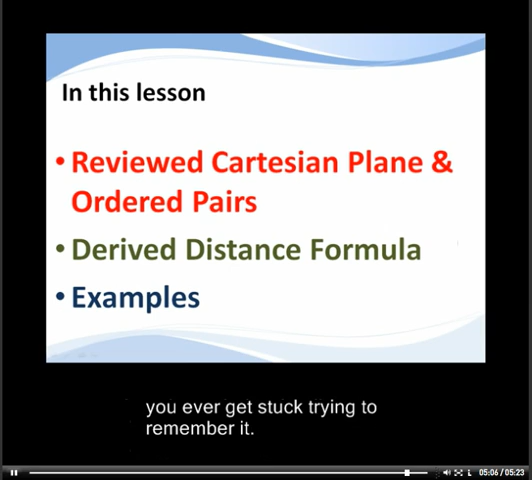 In this lesson
• Reviewed Cartesian Plane &
Ordered Pairs
• Derived Distance Formula
• Examples
you ever get stuck trying to
remember it.
05:06 / 05:23